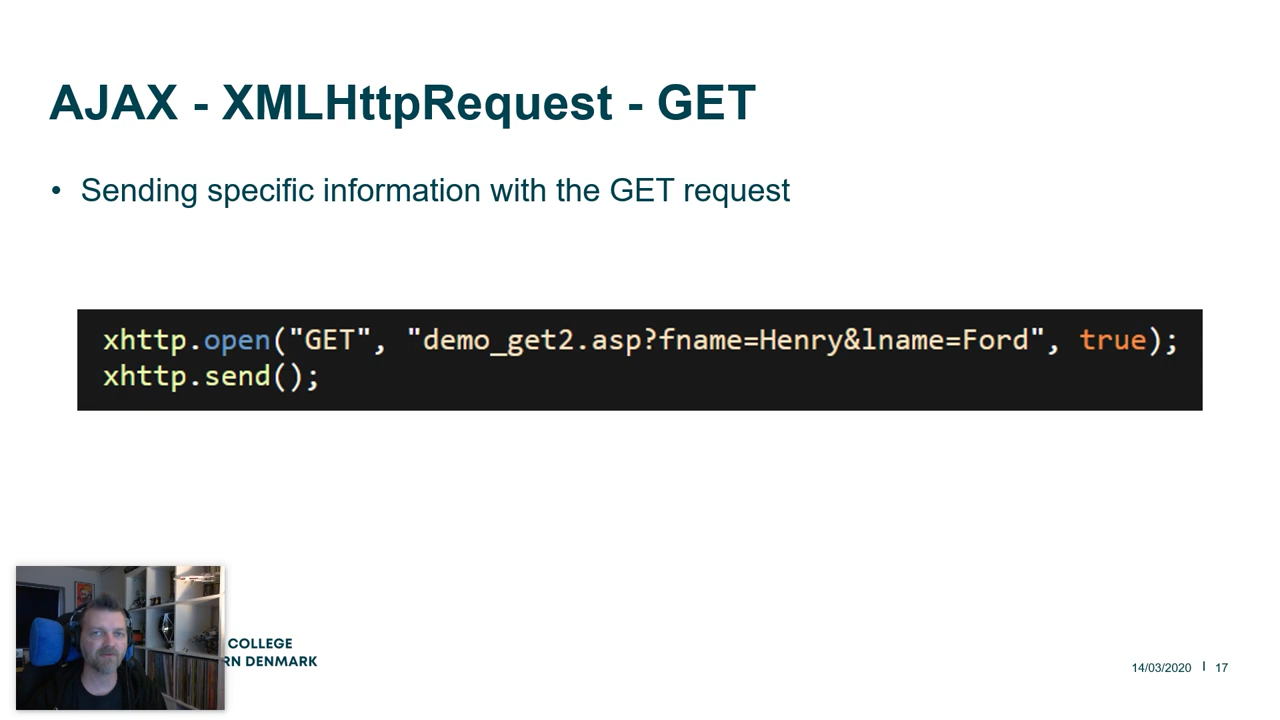 AJAX - XMLHttpRequest - GET
• Sending specific information with the GET request
xhttp.open("GET", "demo_get2.asp?fname=Henry&lname=Ford", true);
xhttp.send();
COLLEGE
RN DENMARK
14/03/2020 I 17